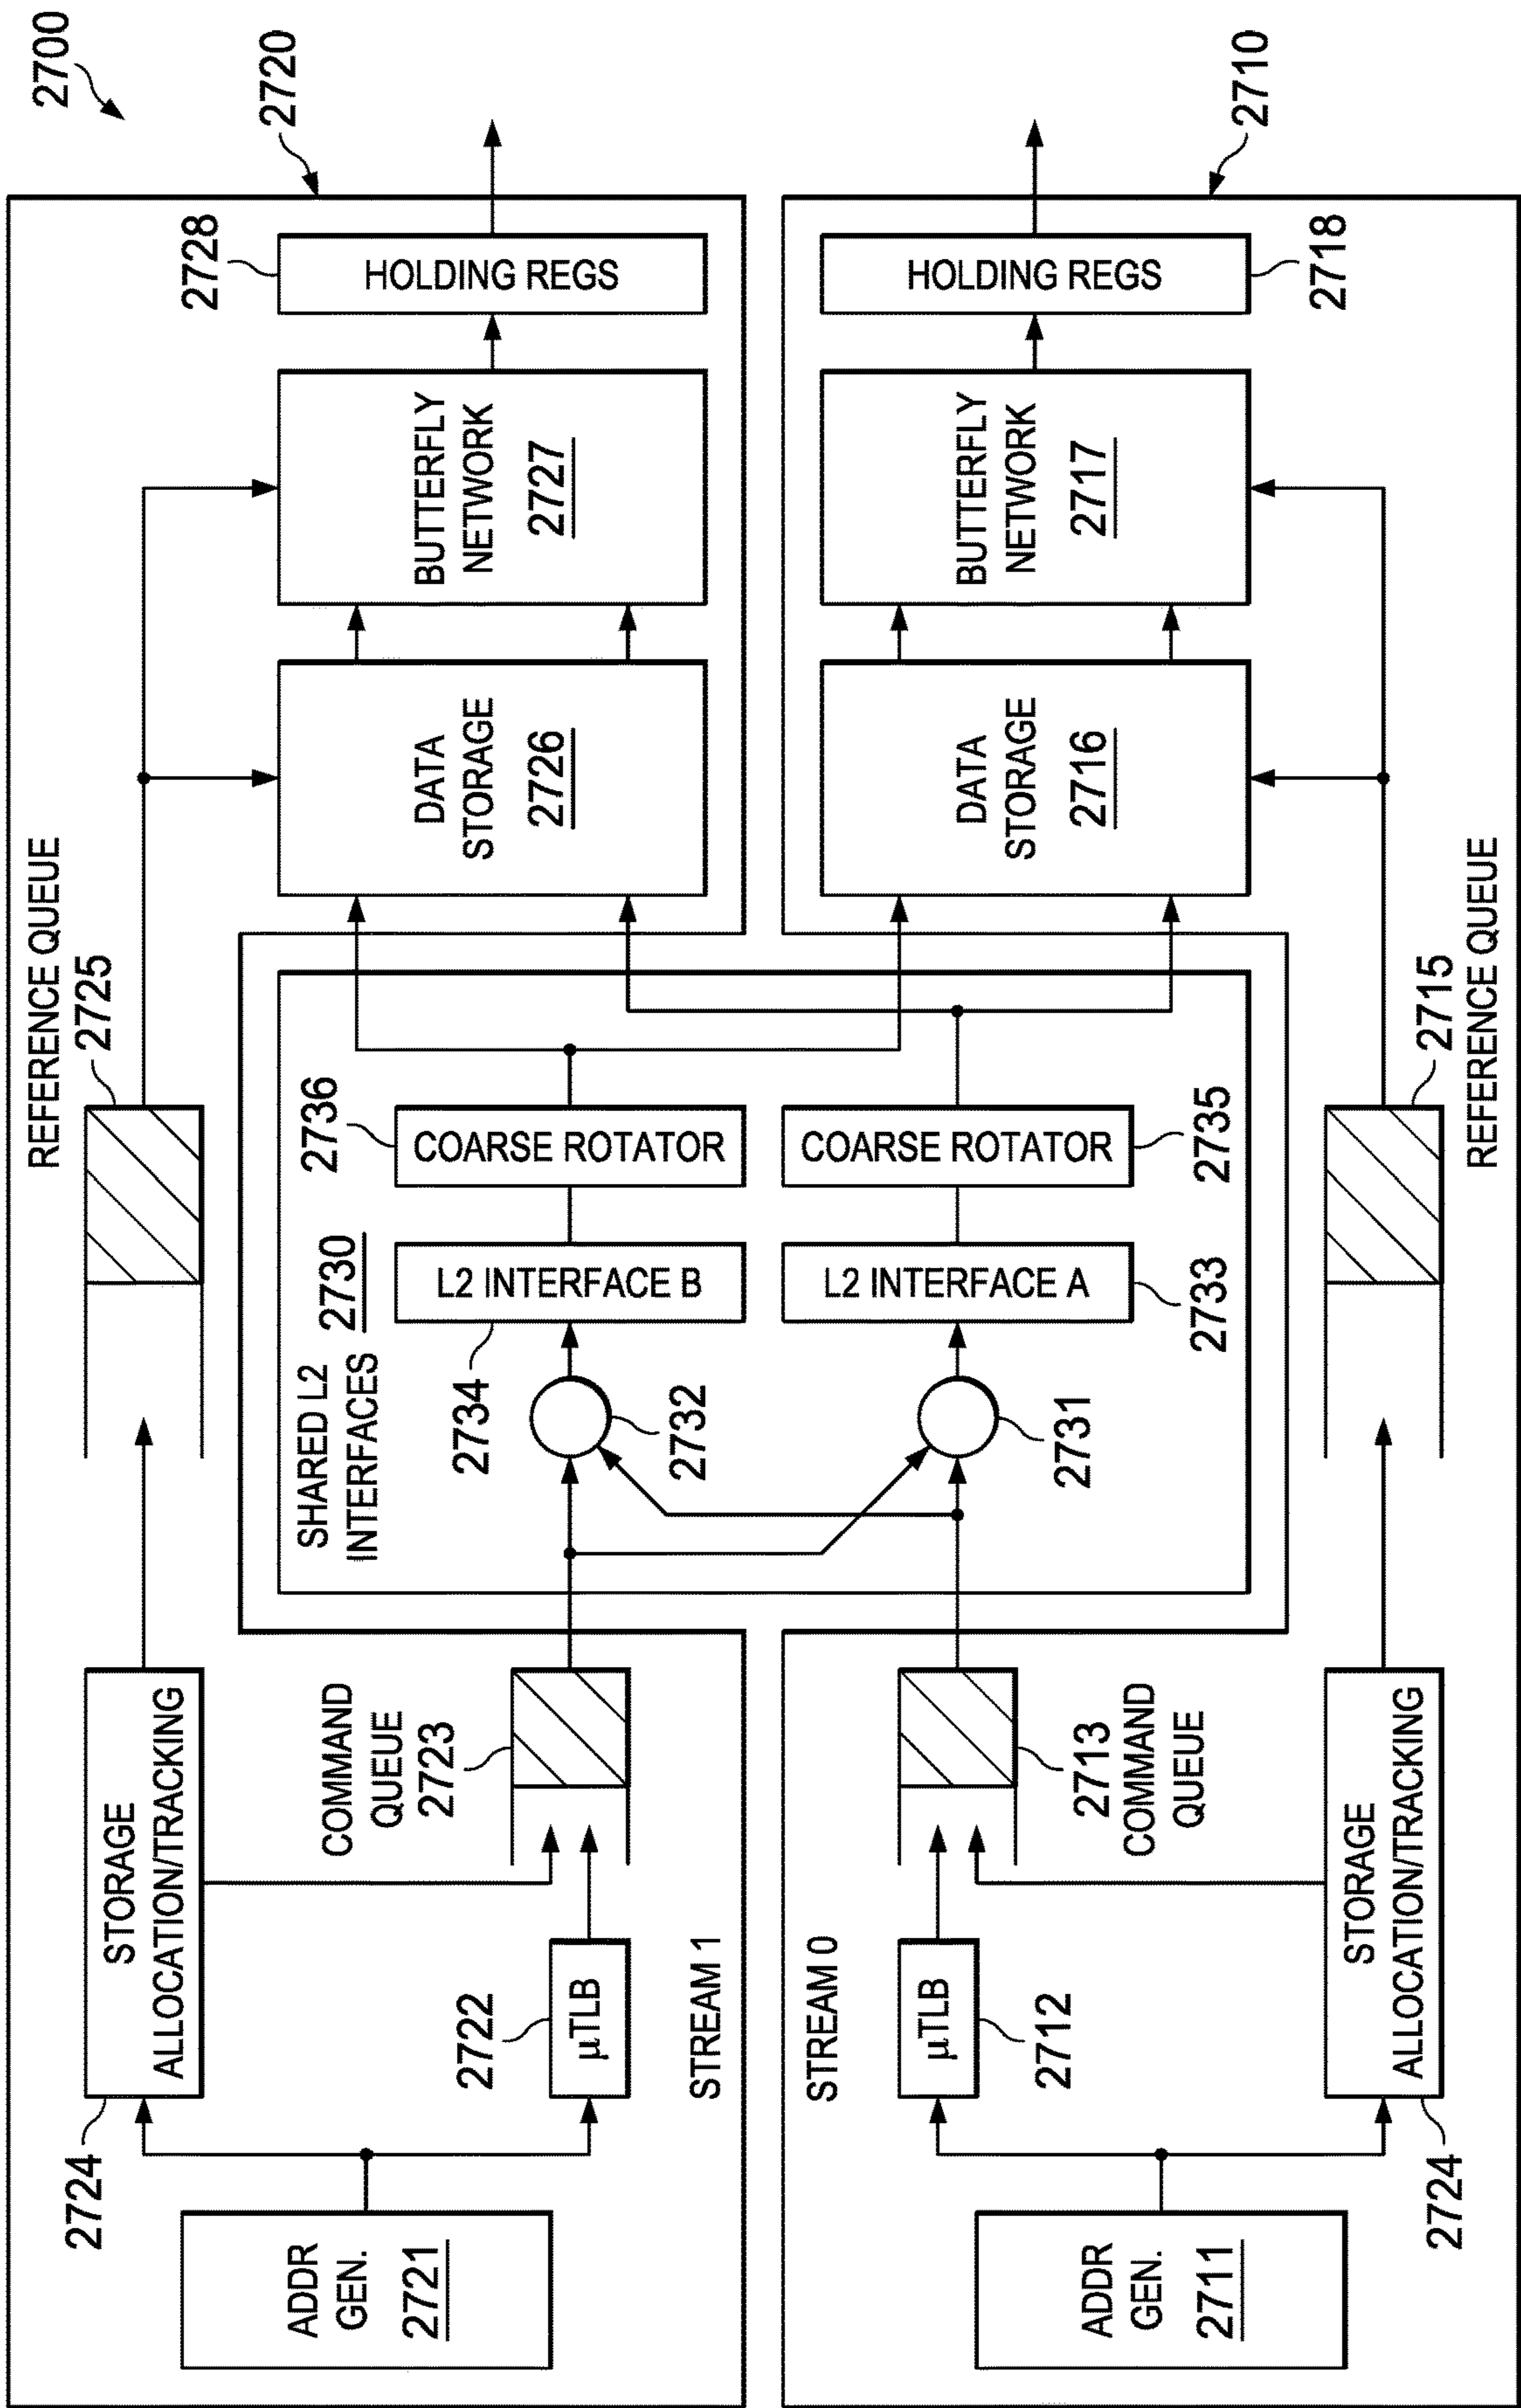 2700
2720
2728
HOLDING REGS
BUTTERFLY
NETWORK
2727
DATA
STORAGE
2726
REFERENCE QUEUE
2725
STORAGE
ALLOCATION/TRACKING
2724
ADDR
GEN.
2721
2722
µTLB
COMMAND
QUEUE
2723
STREAM 1
SHARED L2
INTERFACES
2730
2732
2734
L2 INTERFACE B
2736
COARSE ROTATOR
2731
L2 INTERFACE A
2733
COARSE ROTATOR
2735
STREAM 0
ADDR
GEN.
2711
µTLB
2712
2713
COMMAND
QUEUE
STORAGE
ALLOCATION/TRACKING
2724
2715
REFERENCE QUEUE
DATA
STORAGE
2716
BUTTERFLY
NETWORK
2717
HOLDING REGS
2718
2710